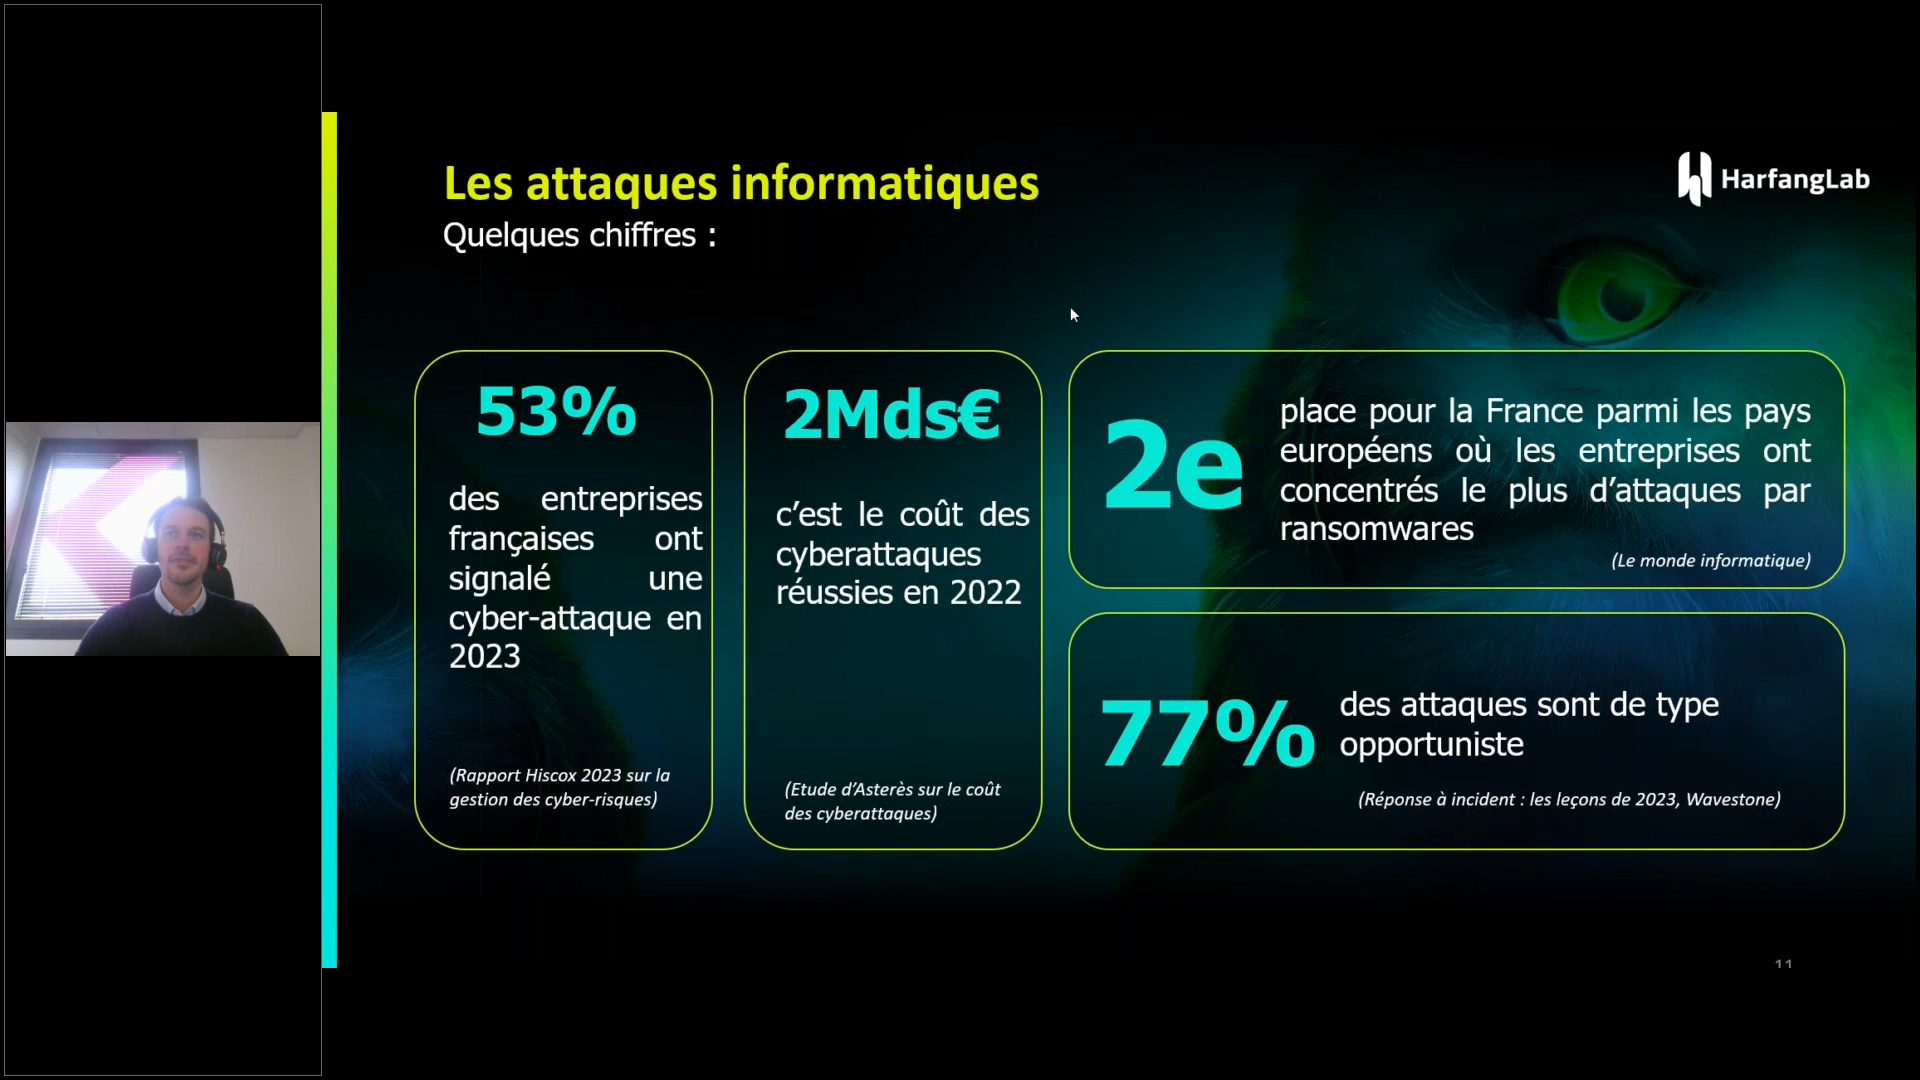 Les attaques informatiques
Quelques chiffres :
HarfangLab
53%
des entreprises
françaises ont
signalé une
cyber-attaque en
2023
(Rapport Hiscox 2023 sur la
gestion des cyber-risques)
2Mds€
c’est le coût des
cyberattaques
réussies en 2022
(Etude d’Asterès sur le coût
des cyberattaques)
2e
place pour la France parmi les pays
européens où les entreprises ont
concentrés le plus d’attaques par
ransomwares
(Le monde informatique)
77%
des attaques sont de type
opportuniste
(Réponse à incident : les leçons de 2023, Wavestone)
11